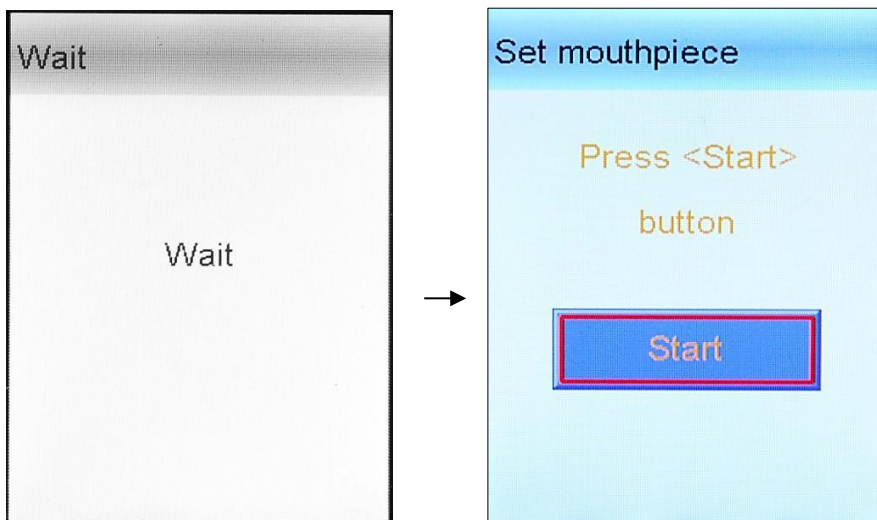 Wait
Wait
Set mouthpiece
Press <Start>
button
Start